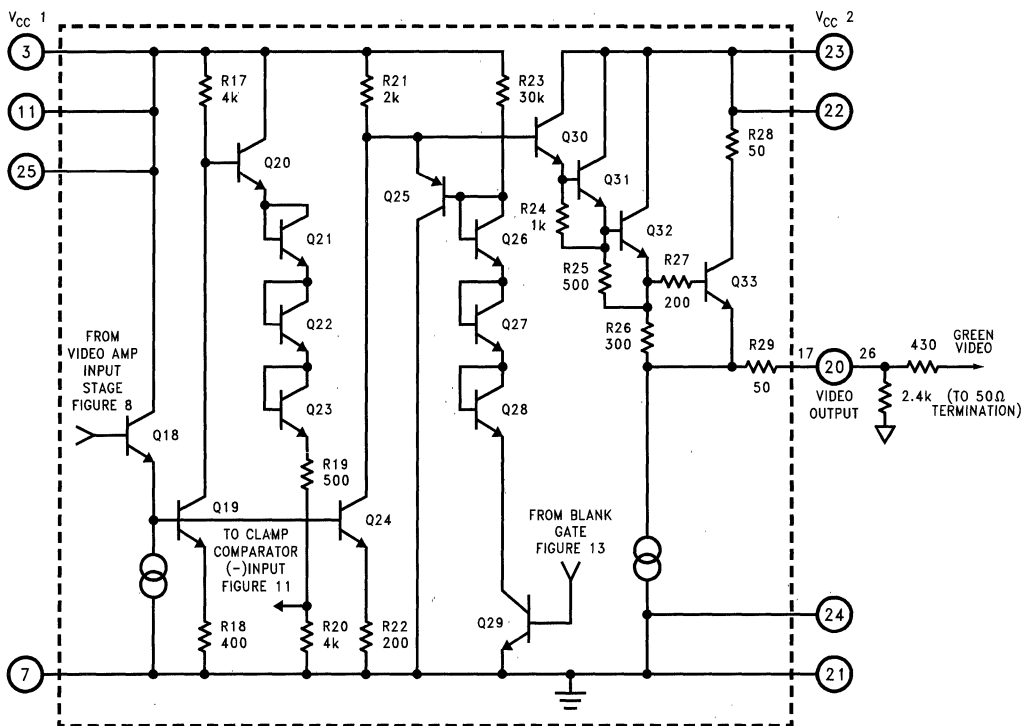 V_CC 1
V_CC 2
3
23
R17
4k
R21
2k
R23
30k
11
22
R28
50
Q20
Q30
25
Q31
Q25
R24
1k
Q21
Q26
Q32
R27
200
Q33
R25
500
Q22
Q27
R26
300
FROM
VIDEO AMP
INPUT
STAGE
FIGURE 8
R29
50
17
20
26
430
GREEN
VIDEO
VIDEO
OUTPUT
2.4k
(TO 50Ω
TERMINATION)
Q23
Q28
Q18
R19
500
Q19
Q24
TO CLAMP
COMPARATOR
(-)INPUT
FIGURE 11
FROM BLANK
GATE
FIGURE 13
24
R18
400
R20
4k
R22
200
Q29
7
21